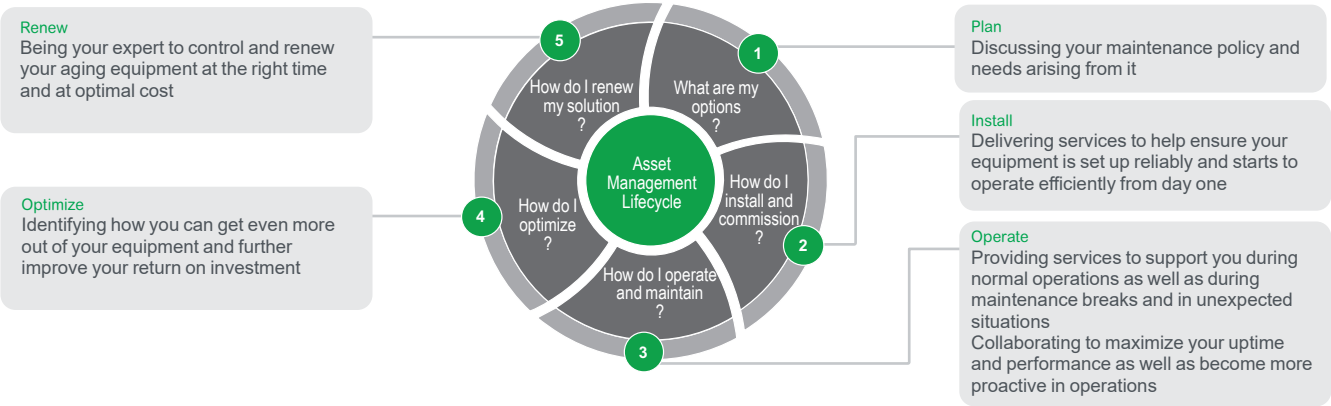 Renew
Being your expert to control and renew
your aging equipment at the right time
and at optimal cost
Optimize
Identifying how you can get even more
out of your equipment and further
improve your return on investment
5
How do I renew
my solution
?
1
What are my
options
?
Asset
Management
Lifecycle
How do I
install and
commission
?
2
4
How do I
optimize
?
How do I operate
and maintain
?
3
Plan
Discussing your maintenance policy and
needs arising from it
Install
Delivering services to help ensure your
equipment is set up reliably and starts to
operate efficiently from day one
Operate
Providing services to support you during
normal operations as well as during
maintenance breaks and in unexpected
situations
Collaborating to maximize your uptime
and performance as well as become more
proactive in operations